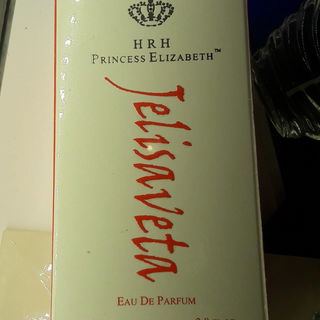 HRH
PRINCESS ELIZABETH™
Jelisaveta
EAU DE PARFUM